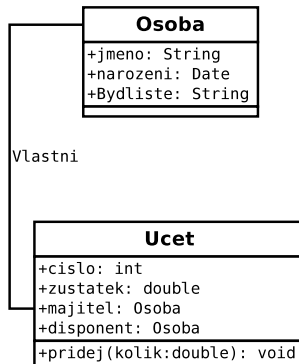 Osoba
+jmeno: String
+narozeni: Date
+Bydliste: String
Vlastni
Ucet
+cislo: int
+zustatek: double
+majitel: Osoba
+disponent: Osoba
+pridej(kolik:double): void